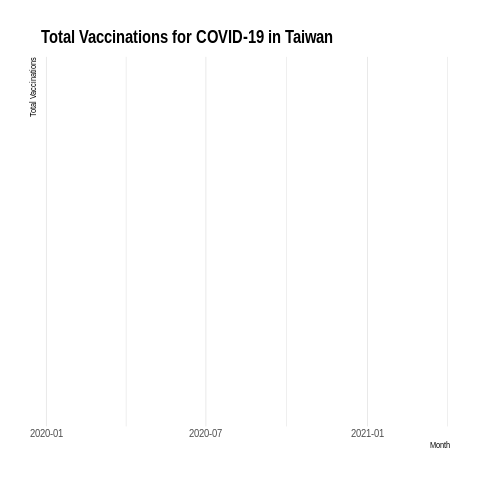 Total Vaccinations for COVID-19 in Taiwan
Total Vaccinations
2020-01
2020-07
2021-01
Month